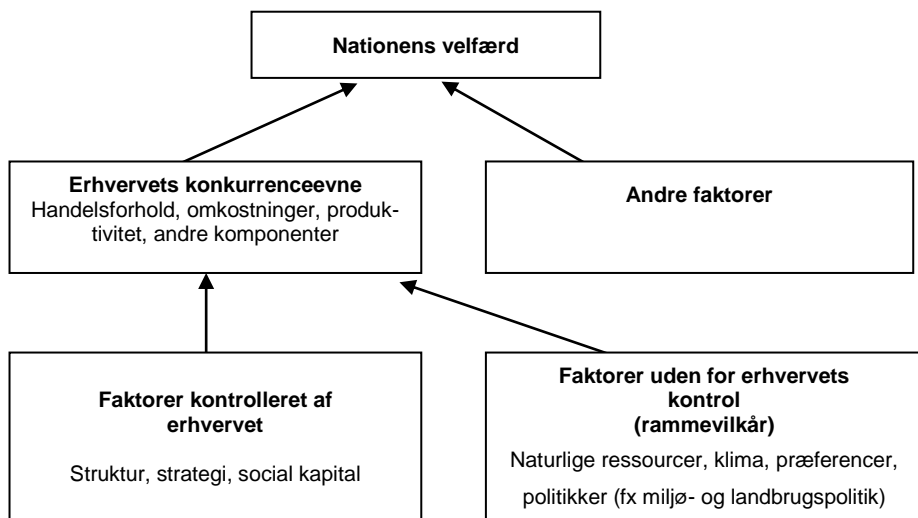 Nationens velfærd
Erhvervets konkurrenceevne
Handelsforhold, omkostninger, produk-
tivitet, andre komponenter
Andre faktorer
Faktorer kontrolleret af
erhvervet
Struktur, strategi, social kapital
Faktorer uden for erhvervets
kontrol
(rammevilkår)
Naturlige ressourcer, klima, præferencer,
politikker (fx miljø- og landbrugspolitik)